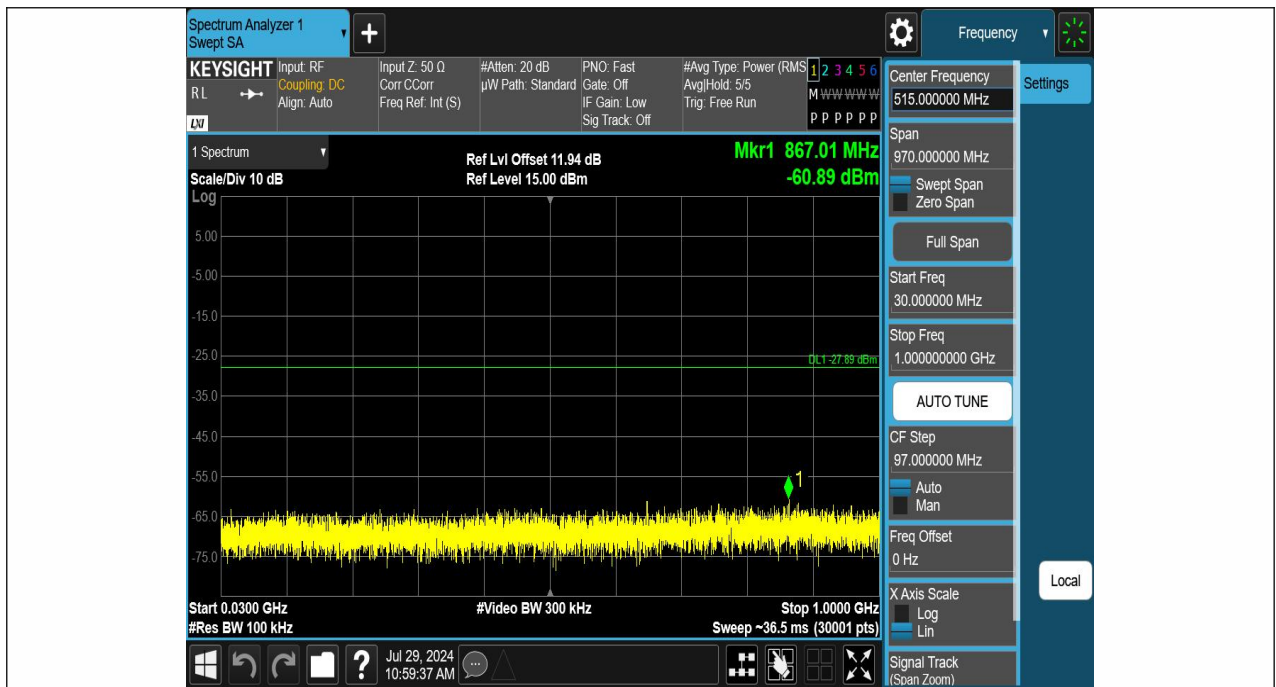 Spectrum Analyzer 1
Swept SA
+
Frequency
KEYSIGHT
RL
LXI
Input: RF
Coupling: DC
Align: Auto
Input Z: 50 Ω
Corr CCorr
Freq Ref: Int (S)
#Atten: 20 dB
µW Path: Standard
PNO: Fast
Gate: Off
IF Gain: Low
Sig Track: Off
#Avg Type: Power (RMS
Avg|Hold: 5/5
Trig: Free Run
1 2 3 4 5 6
M W W W W W
P P P P P P
1 Spectrum
Scale/Div 10 dB
Log
Ref Lvl Offset 11.94 dB
Ref Level 15.00 dBm
Mkr1 867.01 MHz
-60.89 dBm
5.00
-5.00
-15.0
-25.0
DL1 -27.89 dBm
-35.0
-45.0
-55.0
1
-65.0
-75.0
Start 0.0300 GHz
#Res BW 100 kHz
#Video BW 300 kHz
Stop 1.0000 GHz
Sweep ~36.5 ms (30001 pts)
Center Frequency
515.000000 MHz
Span
970.000000 MHz
Swept Span
Zero Span
Full Span
Start Freq
30.000000 MHz
Stop Freq
1.000000000 GHz
AUTO TUNE
CF Step
97.000000 MHz
Auto
Man
Freq Offset
0 Hz
X Axis Scale
Log
Lin
Signal Track
(Span Zoom)
Settings
Local
?
Jul 29, 2024
10:59:37 AM